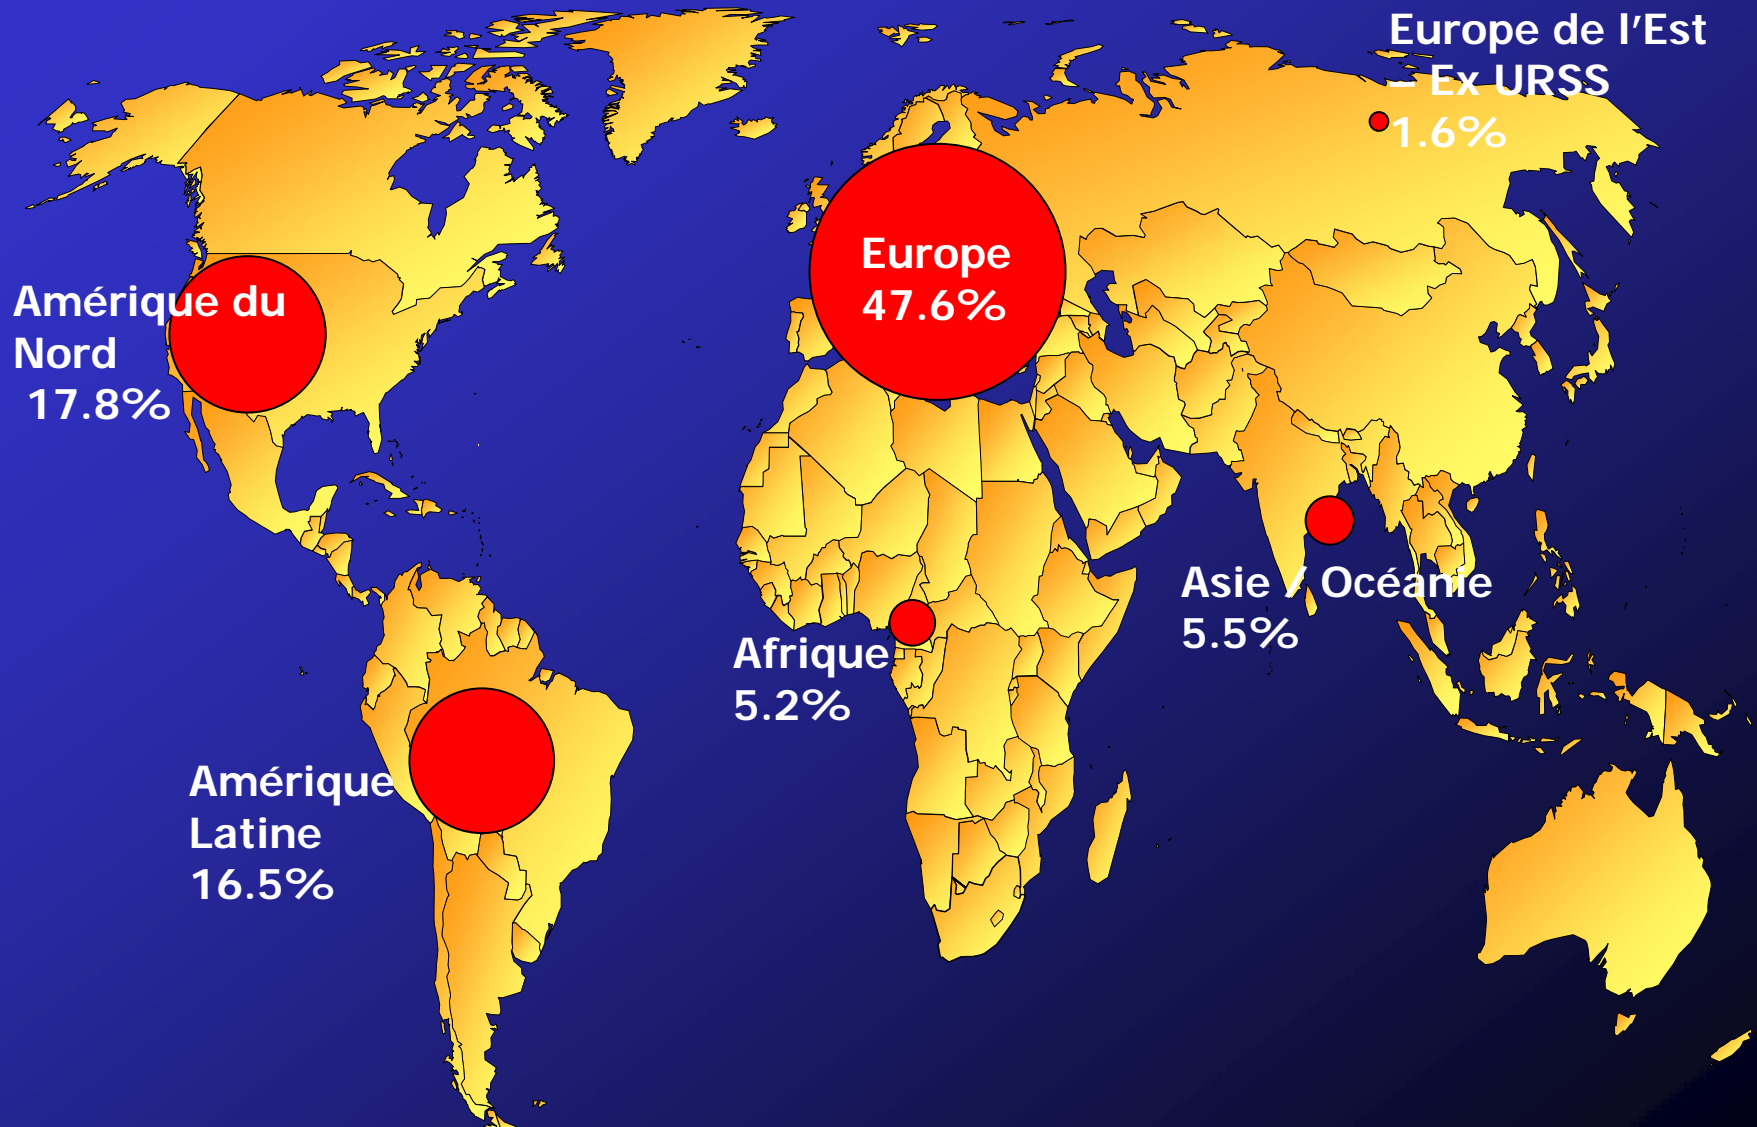 Europe de l’Est
– Ex URSS
1.6%
Europe
47.6%
Amérique du
Nord
17.8%
Asie / Océanie
5.5%
Afrique
5.2%
Amérique
Latine
16.5%